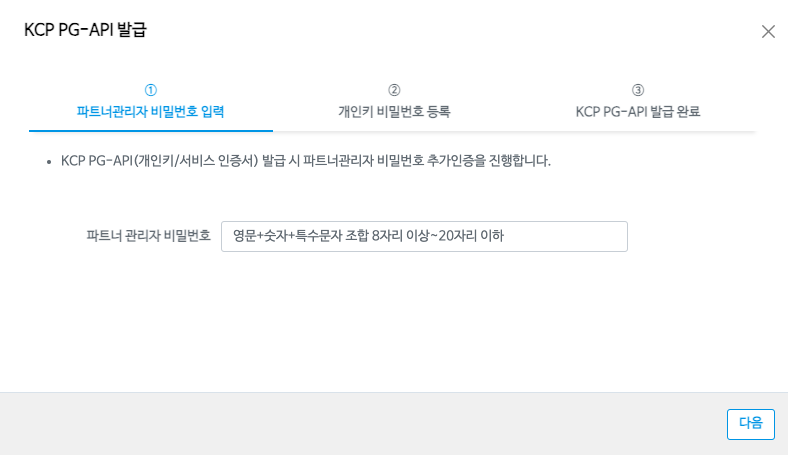 KCP PG-API 발급
①
파트너관리자 비밀번호 입력
②
개인키 비밀번호 등록
③
KCP PG-API 발급 완료
• KCP PG-API(개인키/서비스 인증서) 발급 시 파트너관리자 비밀번호 추가인증을 진행합니다.
파트너 관리자 비밀번호
영문+숫자+특수문자 조합 8자리 이상~20자리 이하
다음